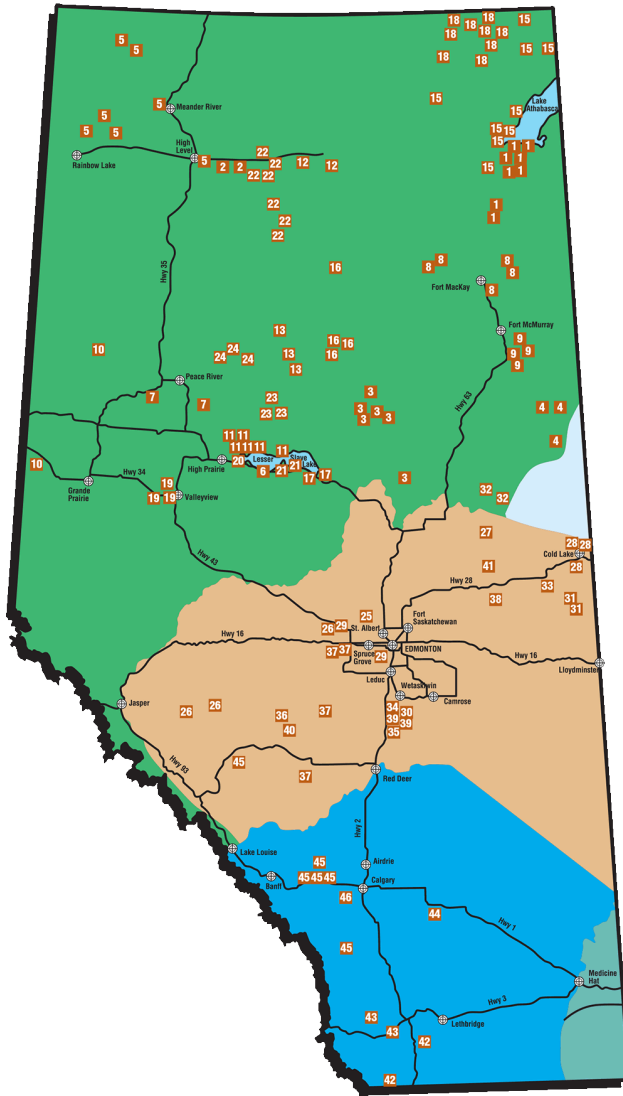 18 18 15
18 18
18 18
5
5
18 15 15
18 18
15
5 Meander River
15
Lake
Athabasca
5
5 5
15 15
15
1 1
High
Level
Rainbow Lake
5 2 2 22 22 12 12
22 22
1 1
15 1 1
22
22
22
1
1
Hwy 35
16
8 8
8
8
Fort MacKay
8
13
Fort McMurray
10
24
24 24
13
13
16 16
16
9
9 9
9
Peace River
7
7
23
23 23
3
3 3
3 3
Hwy 63
4 4
4
11 11
11 11 11
11
Lesser Slave
Lake
20
6 21 21
17 17
High Prairie
10
Grande
Prairie
Hwy 34
19
19 19
Valleyview
3
32
32
27
Hwy 43
28 28
Cold Lake
28
41
Hwy 28
33
38
31
31
25
26 29
St. Albert
Fort
Saskatchewan
Hwy 16
37 37
Spruce
Grove
29
EDMONTON
Hwy 16
Lloydminster
Leduc
Wetaskiwin
Camrose
Jasper
26
26
36
37
40
34
39
35
30
39
Hwy 93
45
37
Red Deer
Hwy 2
Lake Louise
45
Airdrie
Banff
45 45 45
Calgary
46
44
Hwy 1
45
Medicine
Hat
Hwy 3
43
43
Lethbridge
42
42